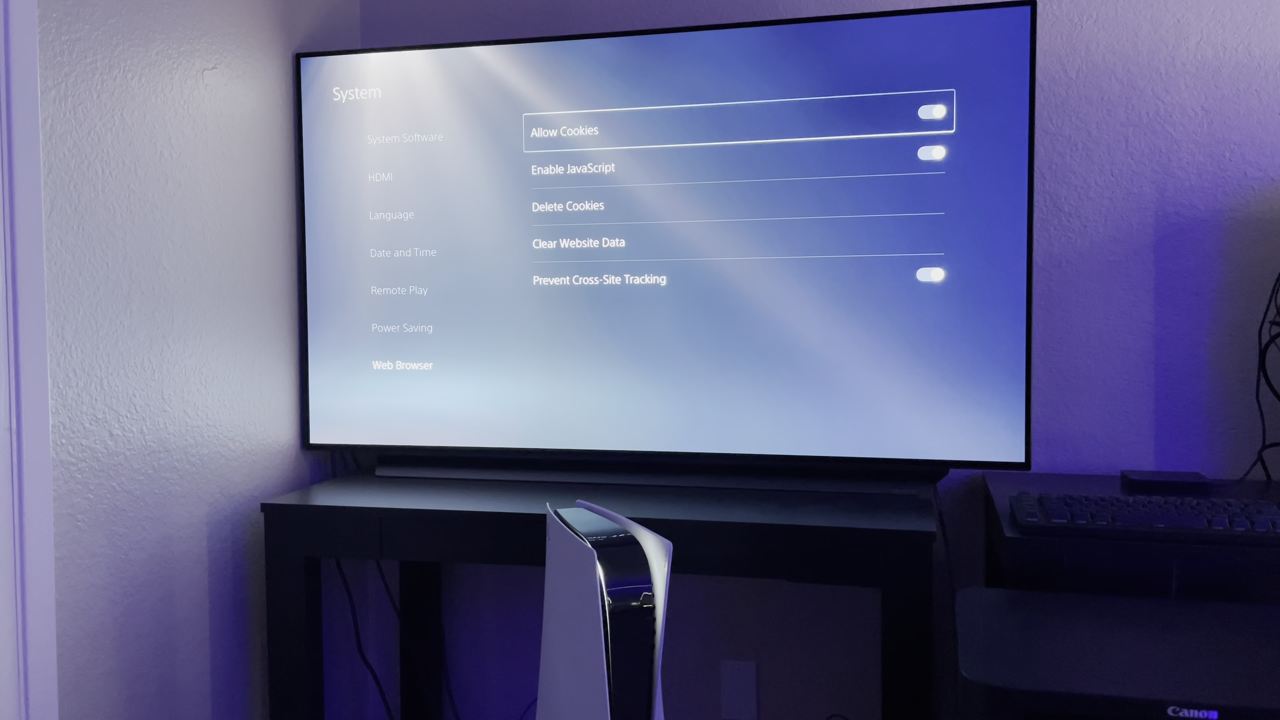 System
System Software
HDMI
Language
Date and Time
Remote Play
Power Saving
Web Browser
Allow Cookies
Enable JavaScript
Delete Cookies
Clear Website Data
Prevent Cross-Site Tracking
Canon